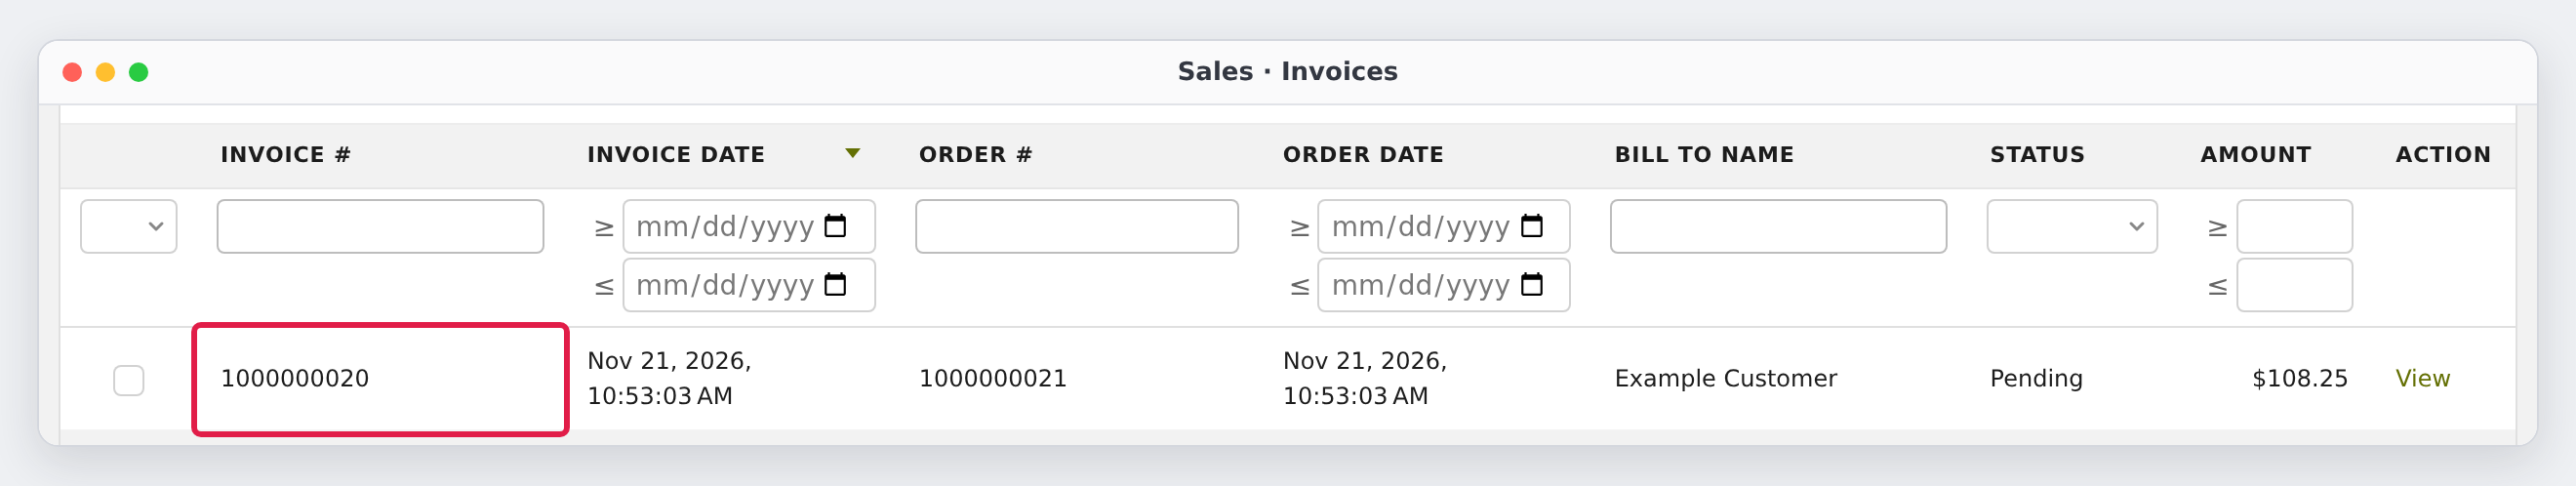 Sales · Invoices
INVOICE # INVOICE DATE ORDER # ORDER DATE BILL TO NAME STATUS AMOUNT ACTION
≥ mm/dd/yyyy ≥ mm/dd/yyyy ≥
≤ mm/dd/yyyy ≤ mm/dd/yyyy ≤
1000000020 Nov 21, 2026, 10:53:03 AM 1000000021 Nov 21, 2026, 10:53:03 AM Example Customer Pending $108.25 View